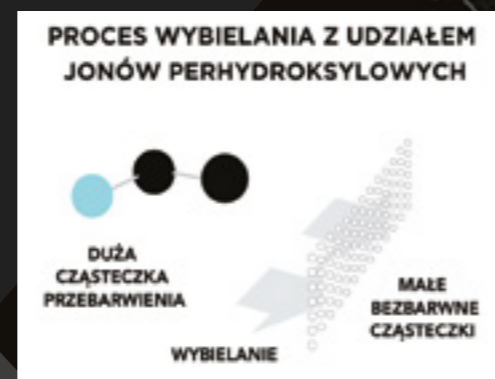 PROCES WYBIELANIA Z UDZIAŁEM
JONÓW PERHYDROKSYLOWYCH
DUŻA
CZĄSTECZKA
PRZEBARWIENIA
MAŁE
BEZBARWNE
CZĄSTECZKI
WYBIELANIE